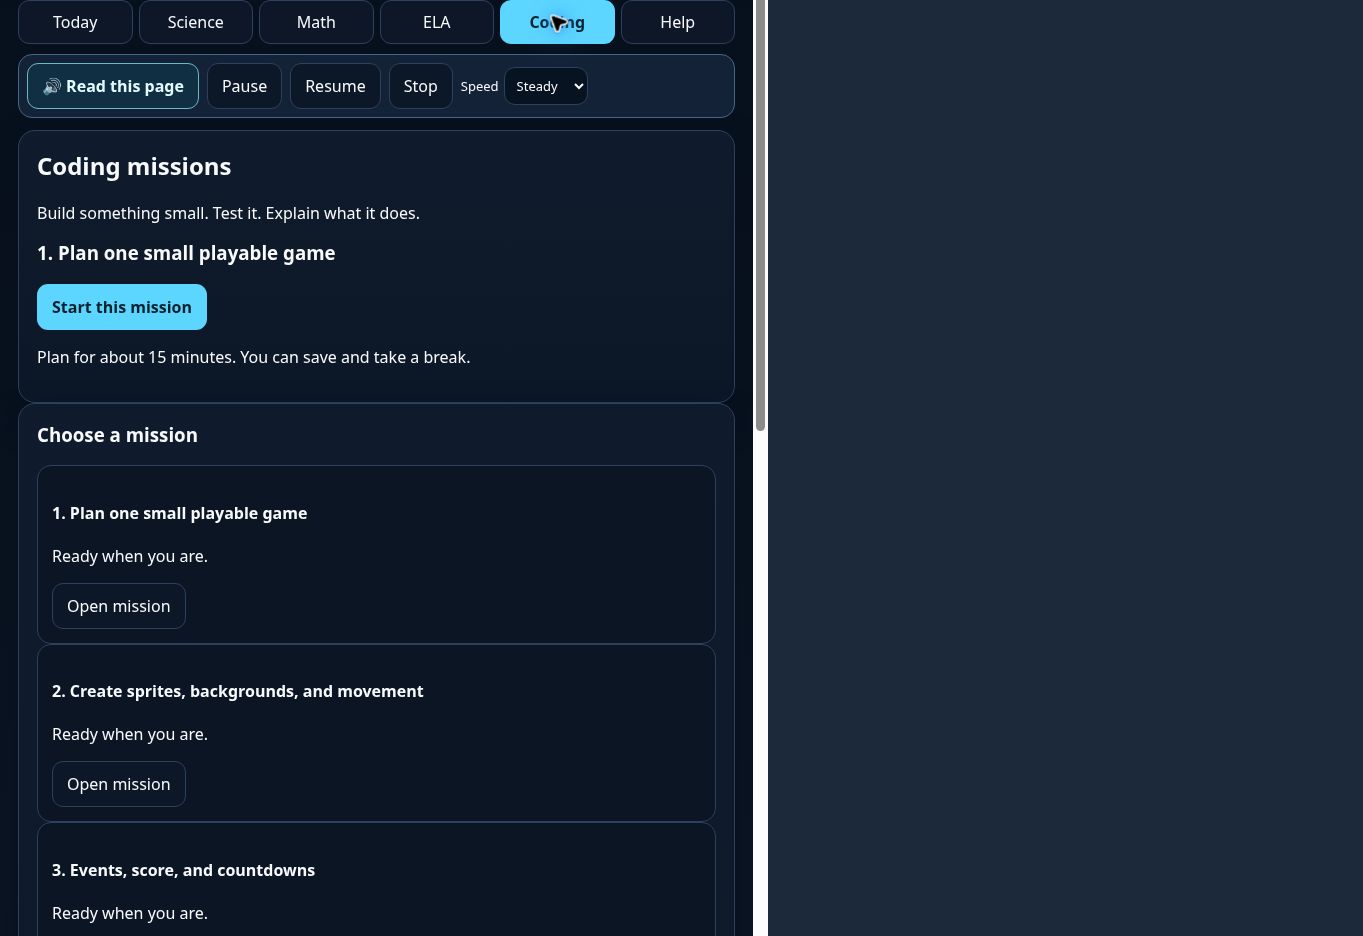 Today Science Math ELA Coding Help
🔊 Read this page Pause Resume Stop Speed Steady
Coding missions
Build something small. Test it. Explain what it does.
1. Plan one small playable game
Start this mission
Plan for about 15 minutes. You can save and take a break.
Choose a mission
1. Plan one small playable game
Ready when you are.
Open mission
2. Create sprites, backgrounds, and movement
Ready when you are.
Open mission
3. Events, score, and countdowns
Ready when you are.